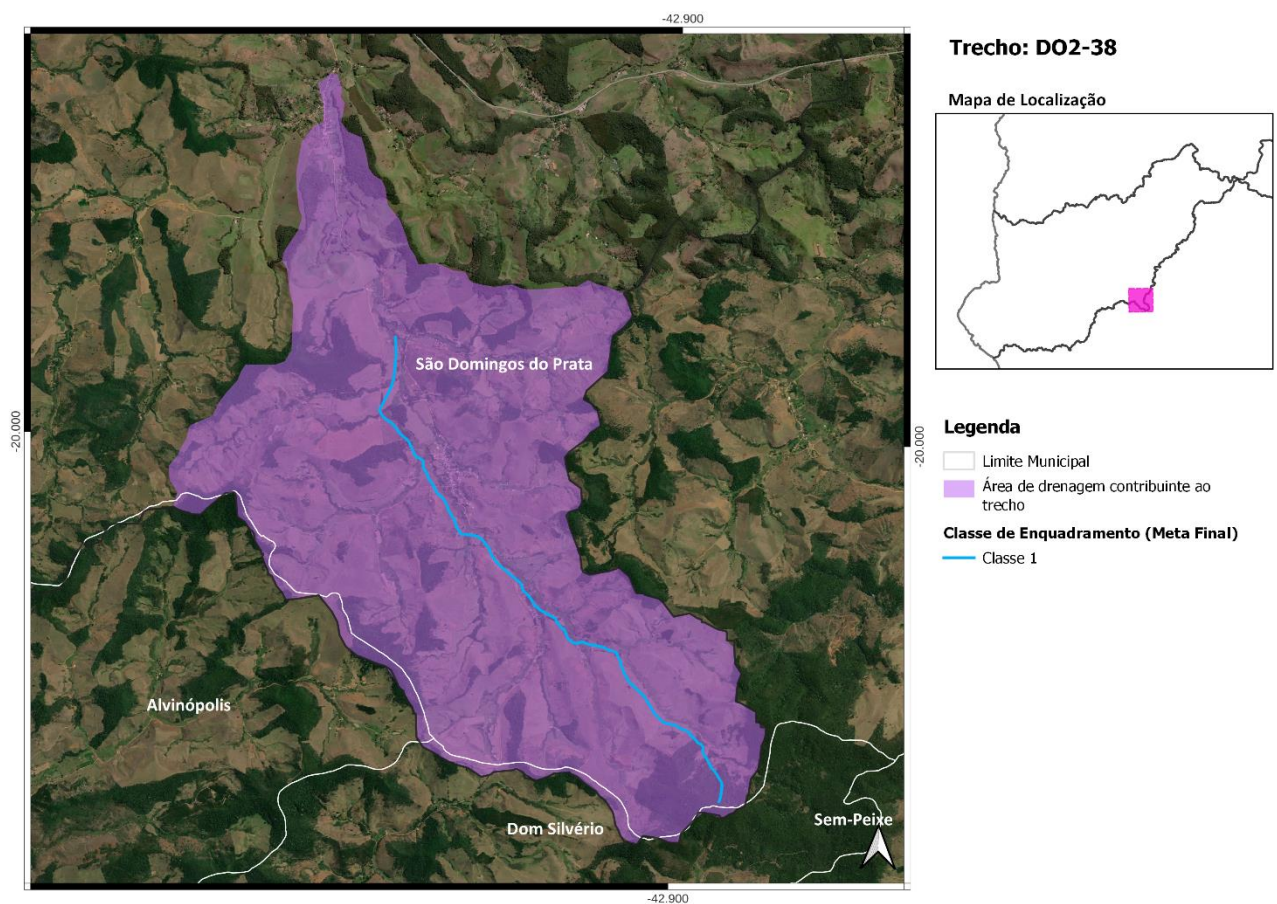 -42.900
Trecho: DO2-38
Mapa de Localização
São Domingos do Prata
-20.000
-20.000
Legenda
Limite Municipal
Área de drenagem contribuinte ao
trecho
Classe de Enquadramento (Meta Final)
Classe 1
Alvinópolis
Dom Silvério
Sem-Peixe
-42.900